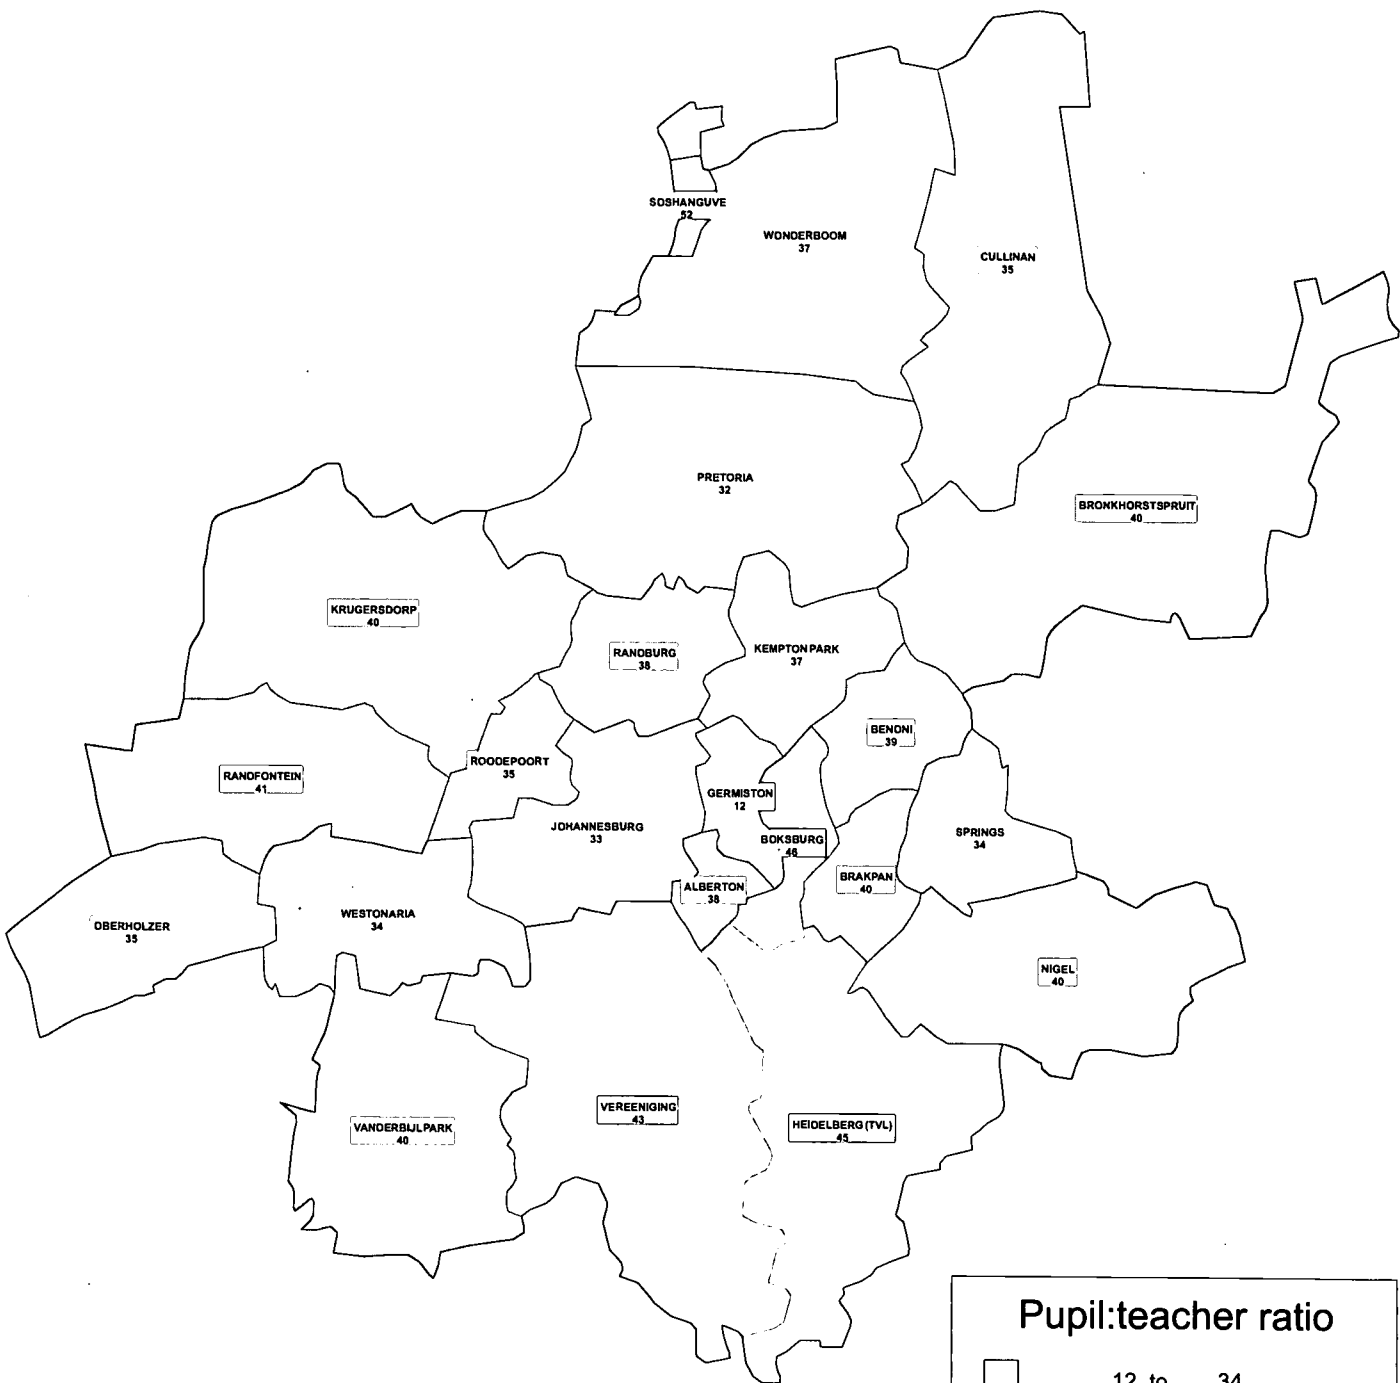 SOSHANGUVE
52
WONDERBOOM
37
CULLINAN
35
PRETORIA
32
BRONKHORSTSPRUIT
40
KRUGERSDORP
40
RANDBURG
38
KEMPTON PARK
37
BENONI
39
ROODEPOORT
35
RANDFONTEIN
41
GERMISTON
12
JOHANNESBURG
33
BOKSBURG
46
SPRINGS
34
BRAKPAN
40
ALBERTON
38
WESTONARIA
34
OBERHOLZER
35
NIGEL
40
VEREENIGING
43
HEIDELBERG (TVL)
45
VANDERBIJLPARK
40
Pupil:teacher ratio
12 to 34